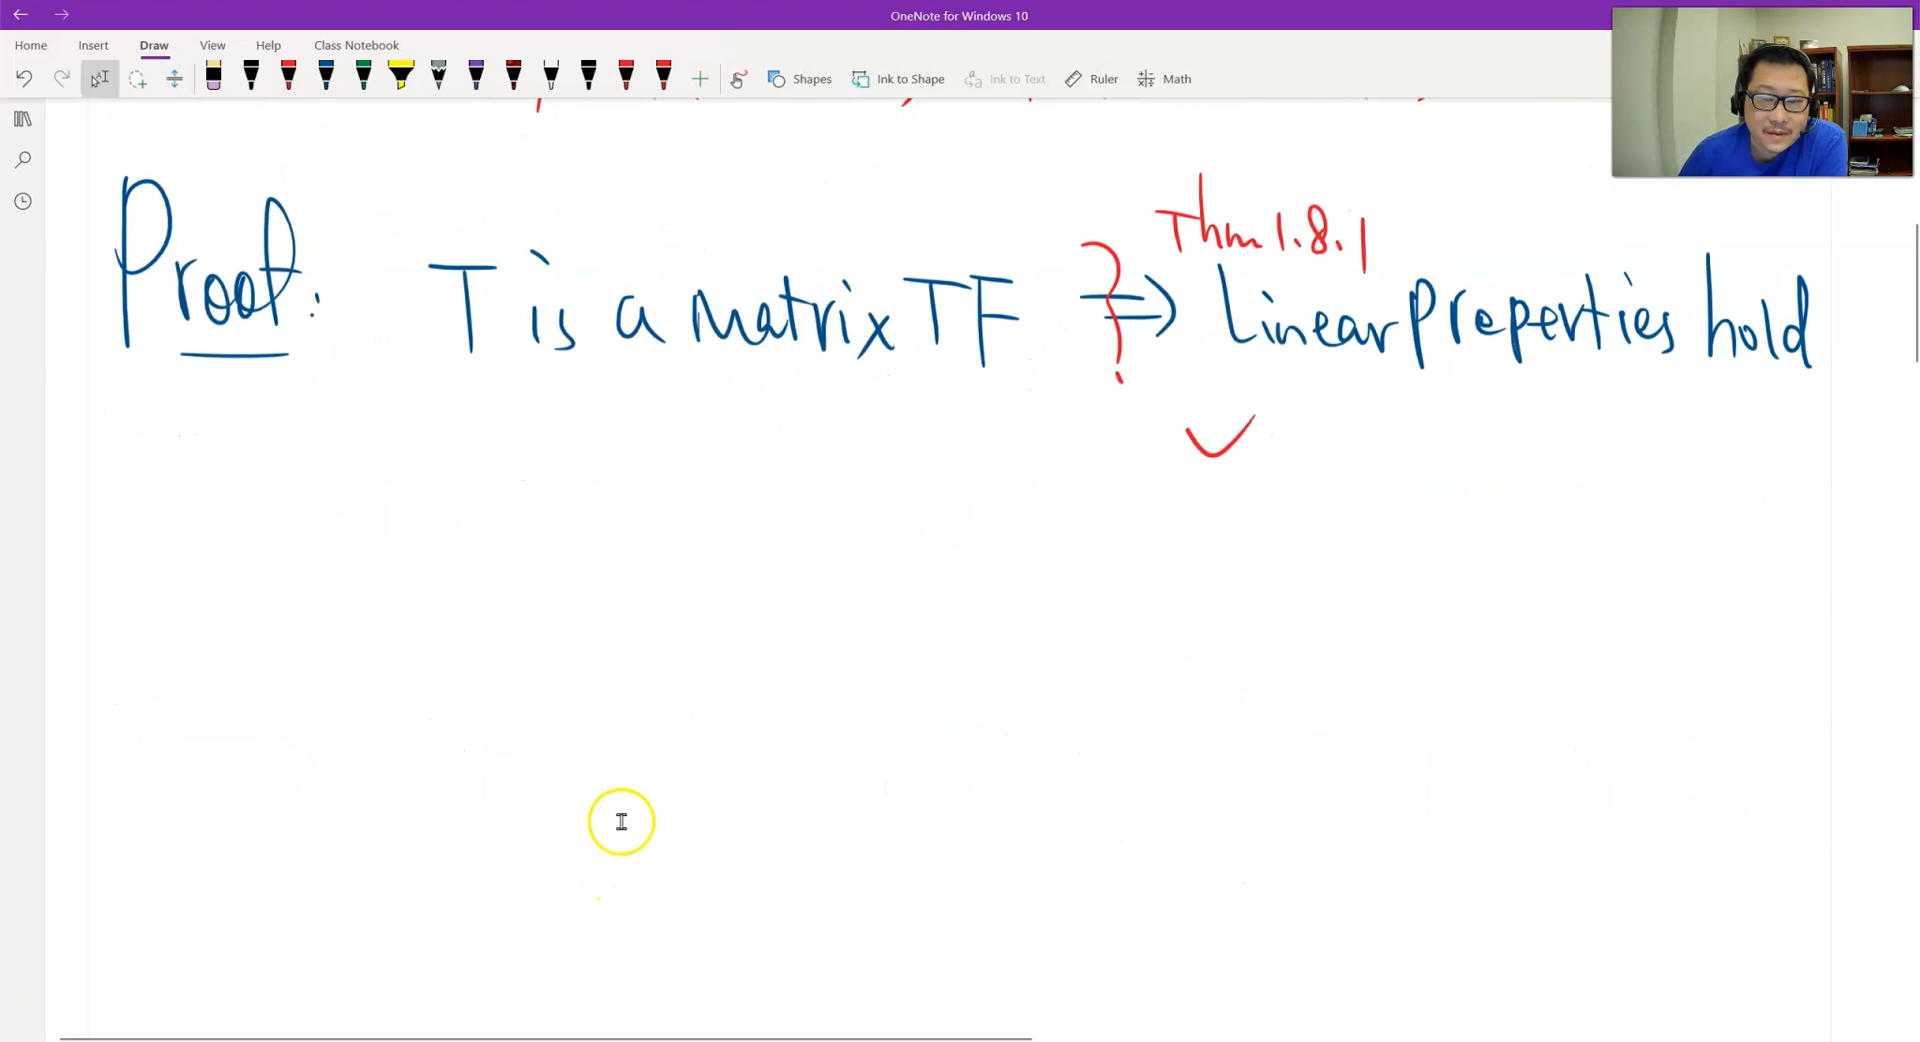 OneNote for Windows 10
Home Insert Draw View Help Class Notebook
Shapes Ink to Shape Ink to Text Ruler Math
Thm 1.8.1
Proof: T is a matrix TF ? ⇒ Linear Properties hold